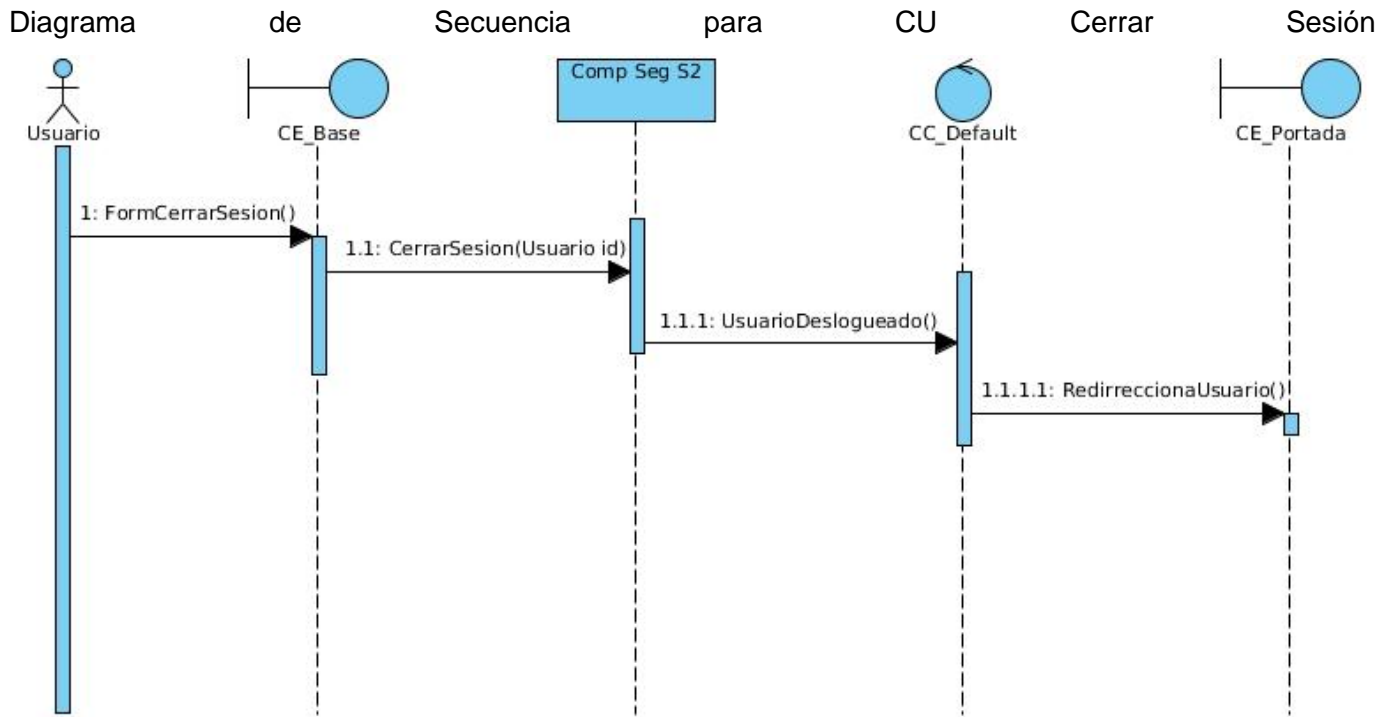 Diagrama de Secuencia para CU Cerrar Sesión
Comp Seg S2
Usuario
CE_Base
CC_Default
CE_Portada
1: FormCerrarSesion()
1.1: CerrarSesion(Usuario id)
1.1.1: UsuarioDeslogueado()
1.1.1.1: RedirreccionaUsuario()